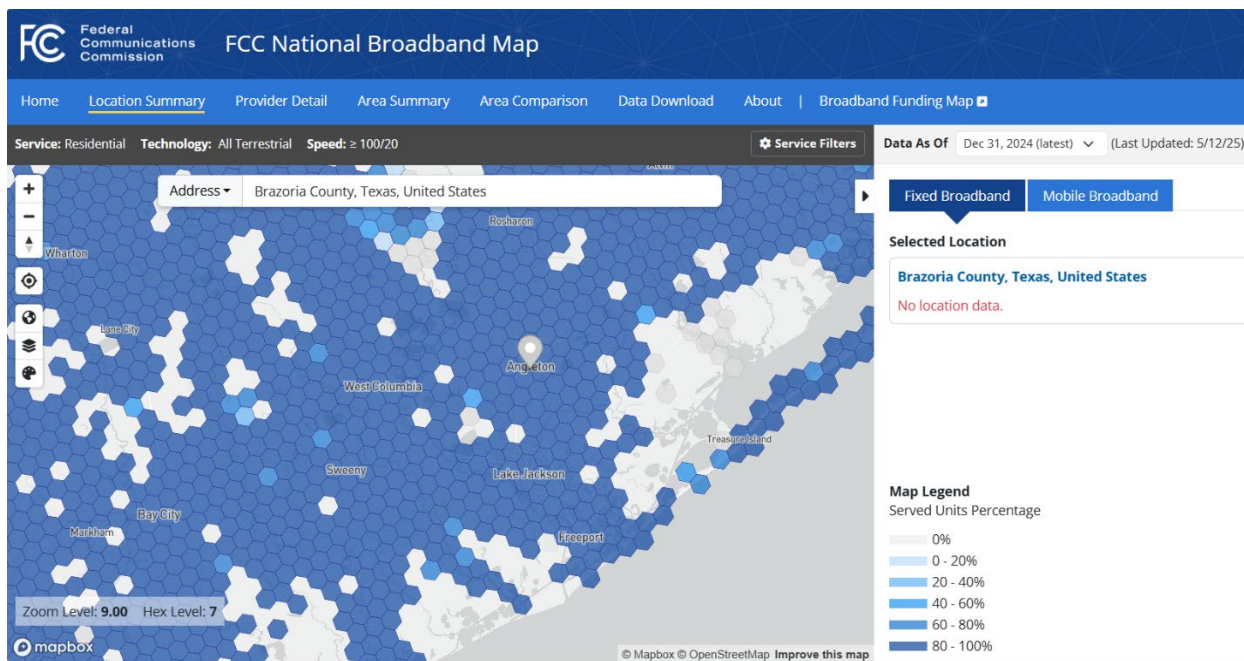 FCC
Federal
Communications
Commission
FCC National Broadband Map
Home Location Summary Provider Detail Area Summary Area Comparison Data Download About | Broadband Funding Map
Service: Residential Technology: All Terrestrial Speed: ≥ 100/20 Service Filters
Data As Of Dec 31, 2024 (latest) (Last Updated: 5/12/25)
Address Brazoria County, Texas, United States
Alvin
Rosharon
Wharton
Lane City
Angleton
West Columbia
Treasure Island
Sweeny
Lake Jackson
Bay City
Markham
Freeport
Zoom Level: 9.00 Hex Level: 7
mapbox
© Mapbox © OpenStreetMap Improve this map
Fixed Broadband Mobile Broadband
Selected Location
Brazoria County, Texas, United States
No location data.
Map Legend
Served Units Percentage
0%
0 - 20%
20 - 40%
40 - 60%
60 - 80%
80 - 100%